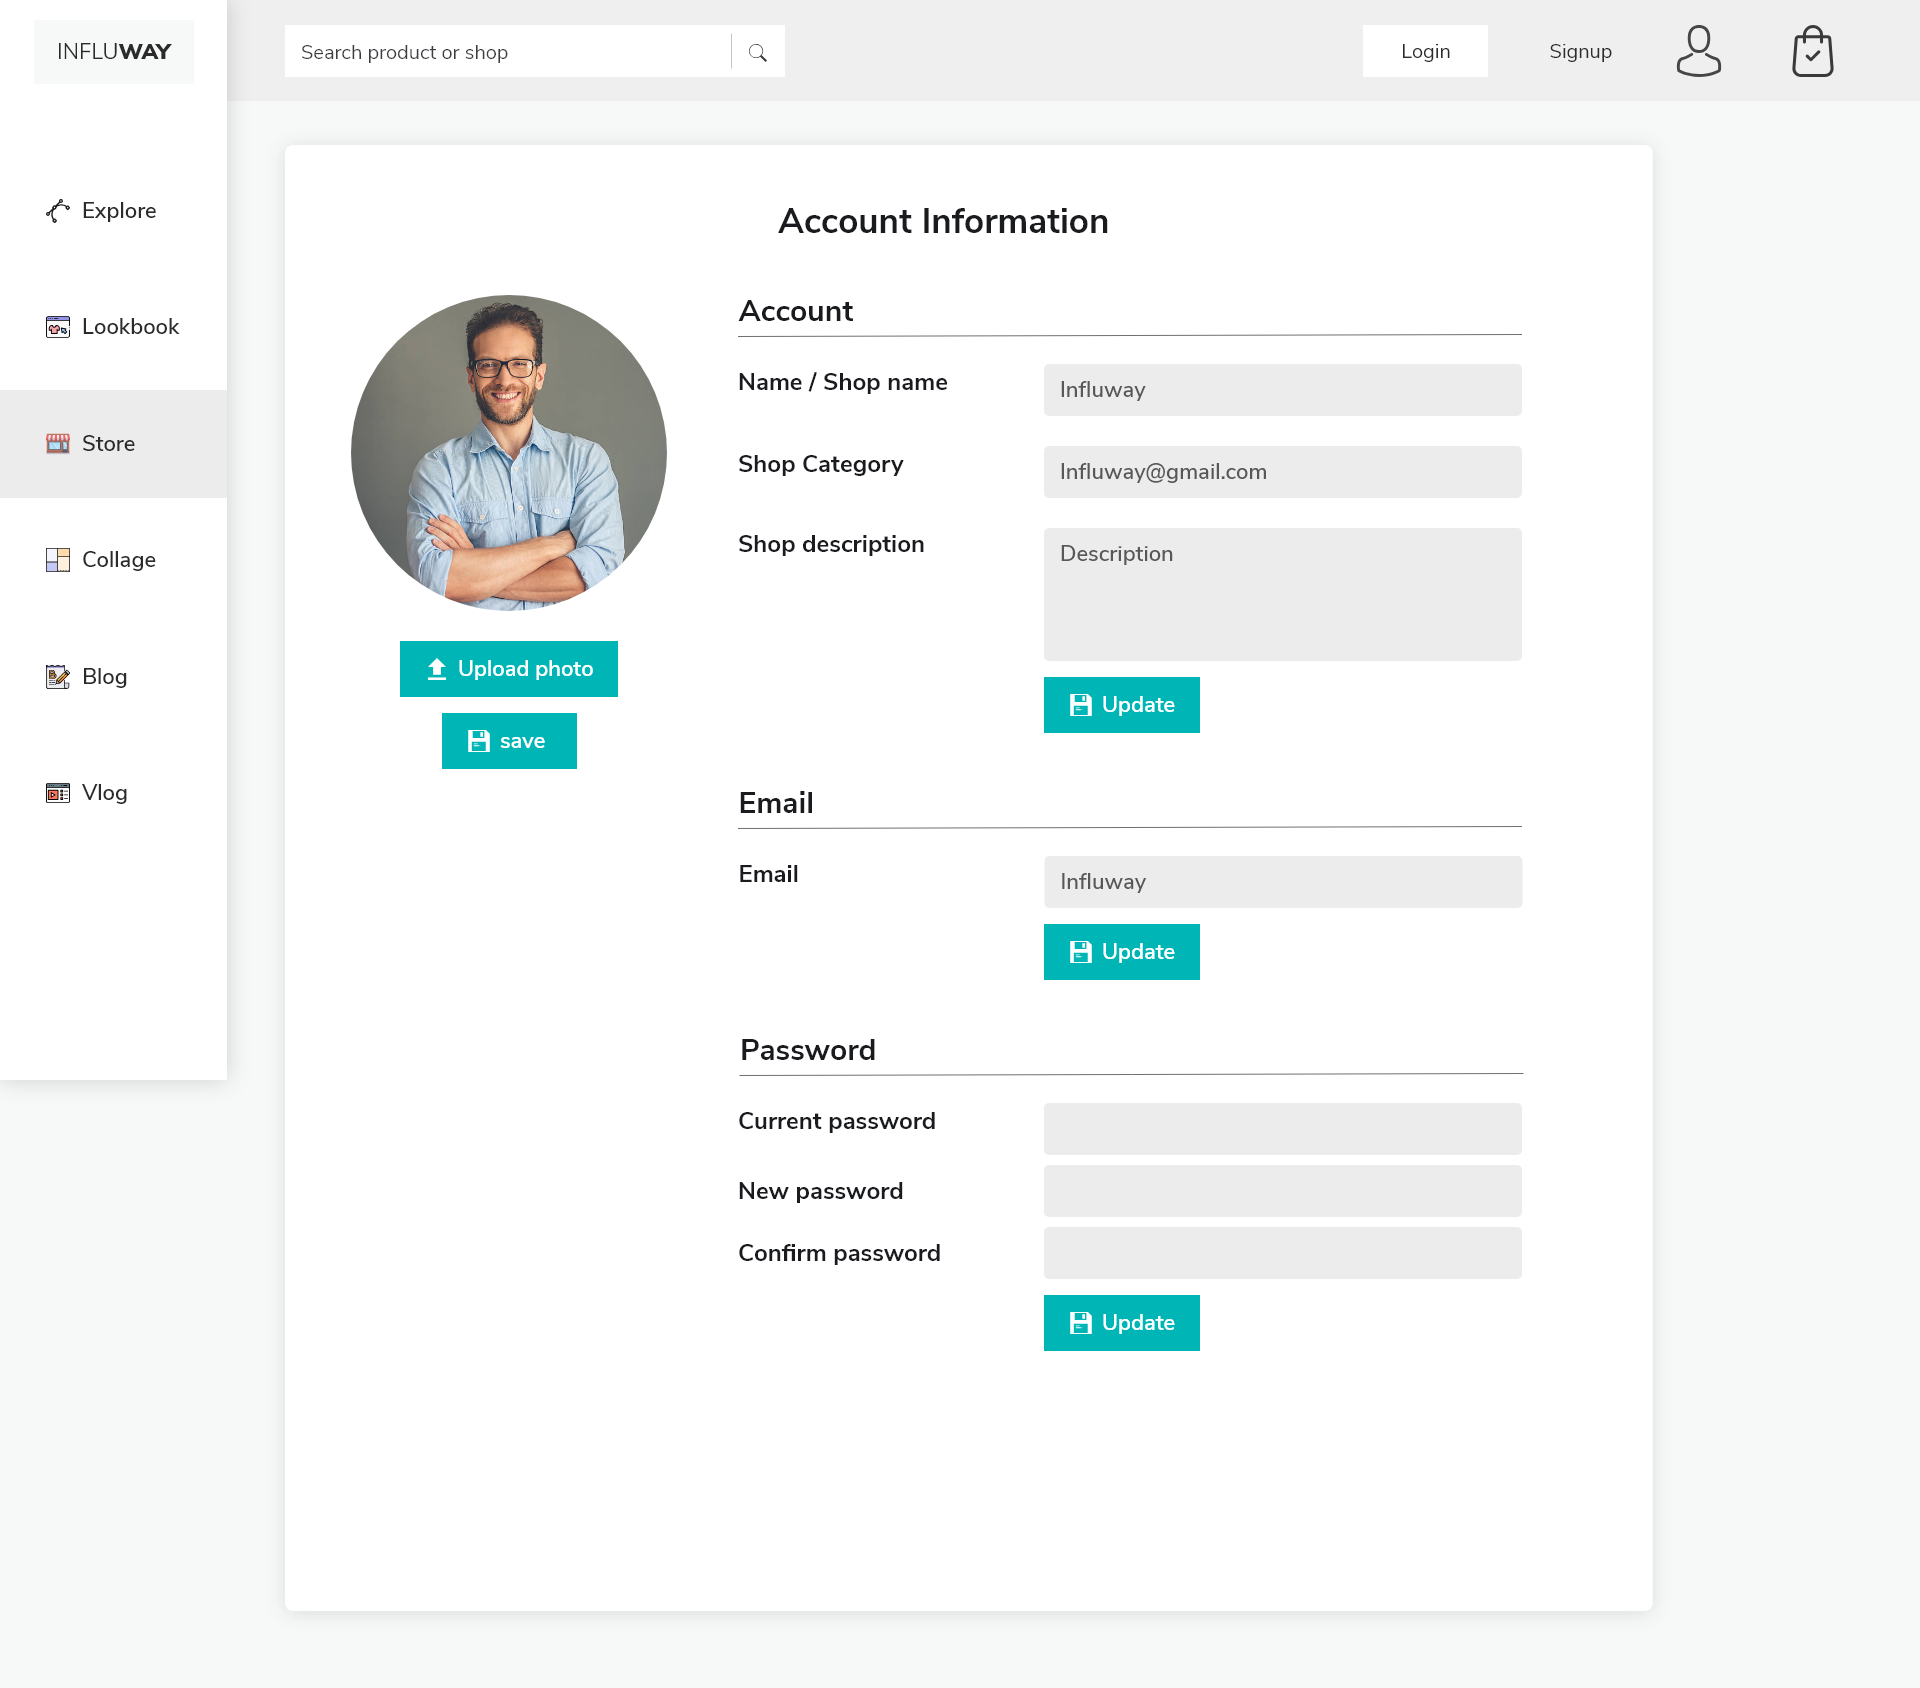 INFLUWAY
Search product or shop
Login
Signup
Explore
Lookbook
Store
Collage
Blog
Vlog
Account Information
Upload photo
save
Account
Name / Shop name
Influway
Shop Category
Influway@gmail.com
Shop description
Description
Update
Email
Email
Influway
Update
Password
Current password
New password
Confirm password
Update